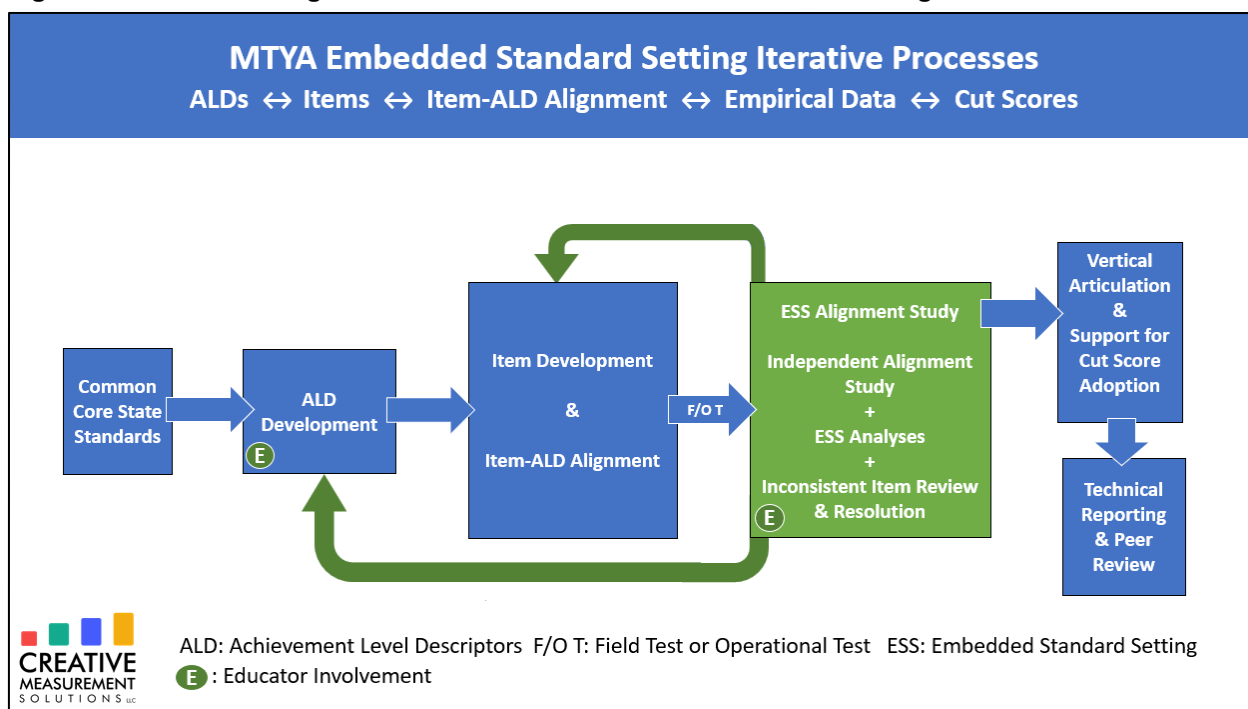 MTYA Embedded Standard Setting Iterative Processes
ALDs ↔ Items ↔ Item-ALD Alignment ↔ Empirical Data ↔ Cut Scores
Common
Core State
Standards
ALD
Development
E
Item Development
&
Item-ALD Alignment
F/O T
ESS Alignment Study
Independent Alignment
Study
+
ESS Analyses
+
Inconsistent Item Review
& Resolution
E
Vertical
Articulation
&
Support for
Cut Score
Adoption
Technical
Reporting
& Peer
Review
CREATIVE
MEASUREMENT
SOLUTIONS LLC
ALD: Achievement Level Descriptors F/O T: Field Test or Operational Test ESS: Embedded Standard Setting
E : Educator Involvement